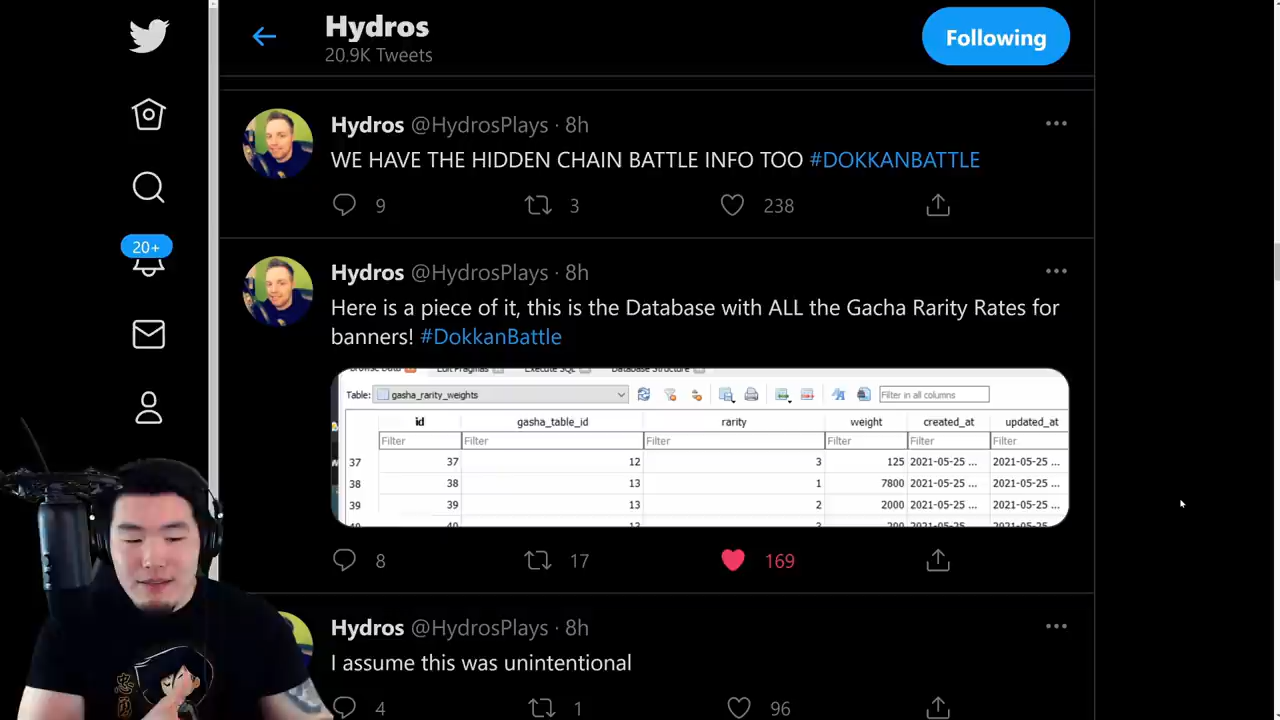 Hydros
20.9K Tweets
Following
20+
Hydros @HydrosPlays · 8h
WE HAVE THE HIDDEN CHAIN BATTLE INFO TOO #DOKKANBATTLE
9 3 238
Hydros @HydrosPlays · 8h
Here is a piece of it, this is the Database with ALL the Gacha Rarity Rates for
banners! #DokkanBattle
Table: gasha_rarity_weights Filter in all columns
id gasha_table_id rarity weight created_at updated_at
Filter Filter Filter Filter Filter Filter
37 37 12 3 125 2021-05-25 ... 2021-05-25 ...
38 38 13 1 7800 2021-05-25 ... 2021-05-25 ...
39 39 13 2 2000 2021-05-25 ... 2021-05-25 ...
8 17 169
Hydros @HydrosPlays · 8h
I assume this was unintentional
4 1 96